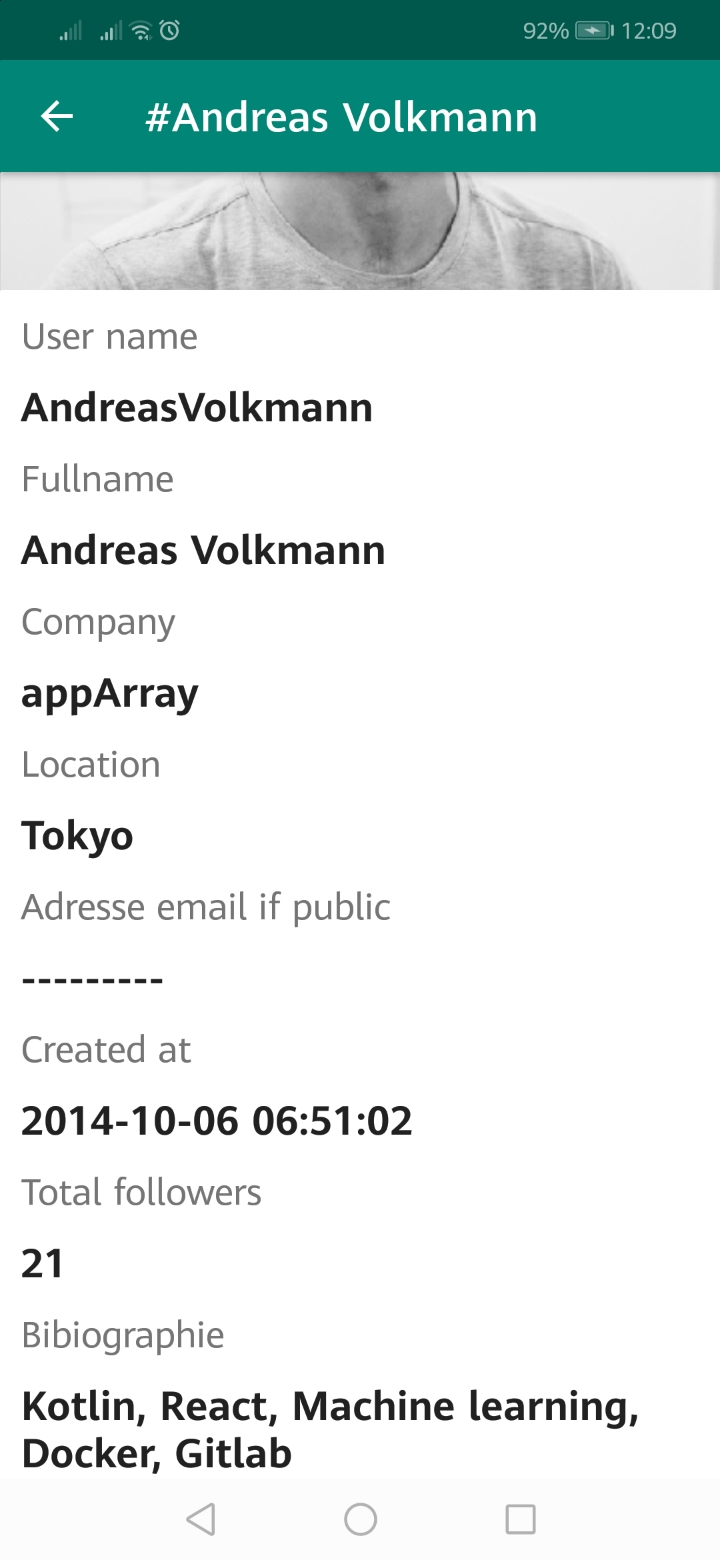 92% 12:09
#Andreas Volkmann
User name
AndreasVolkmann
Fullname
Andreas Volkmann
Company
appArray
Location
Tokyo
Adresse email if public
---------
Created at
2014-10-06 06:51:02
Total followers
21
Bibiographie
Kotlin, React, Machine learning,
Docker, Gitlab